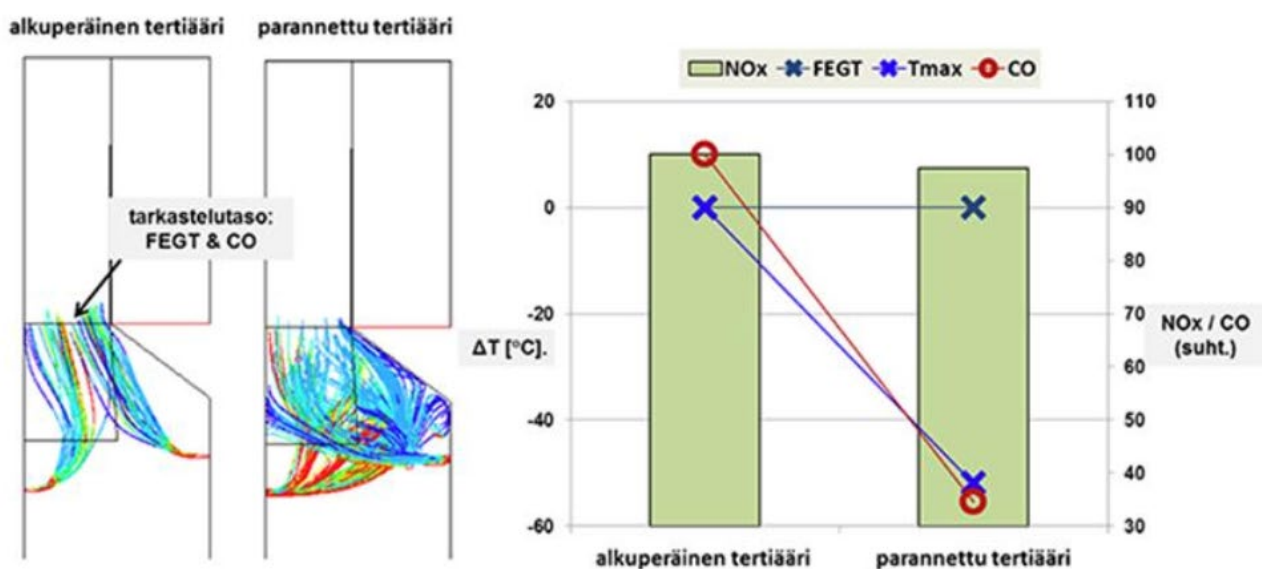 alkuperäinen tertiääri
parannettu tertiääri
tarkastelutaso:
FEGT & CO
NOx
FEGT
Tmax
CO
20
0
-20
-40
-60
ΔT [°C].
110
100
90
80
70
60
50
40
30
NOx / CO
(suht.)
alkuperäinen tertiääri
parannettu tertiääri